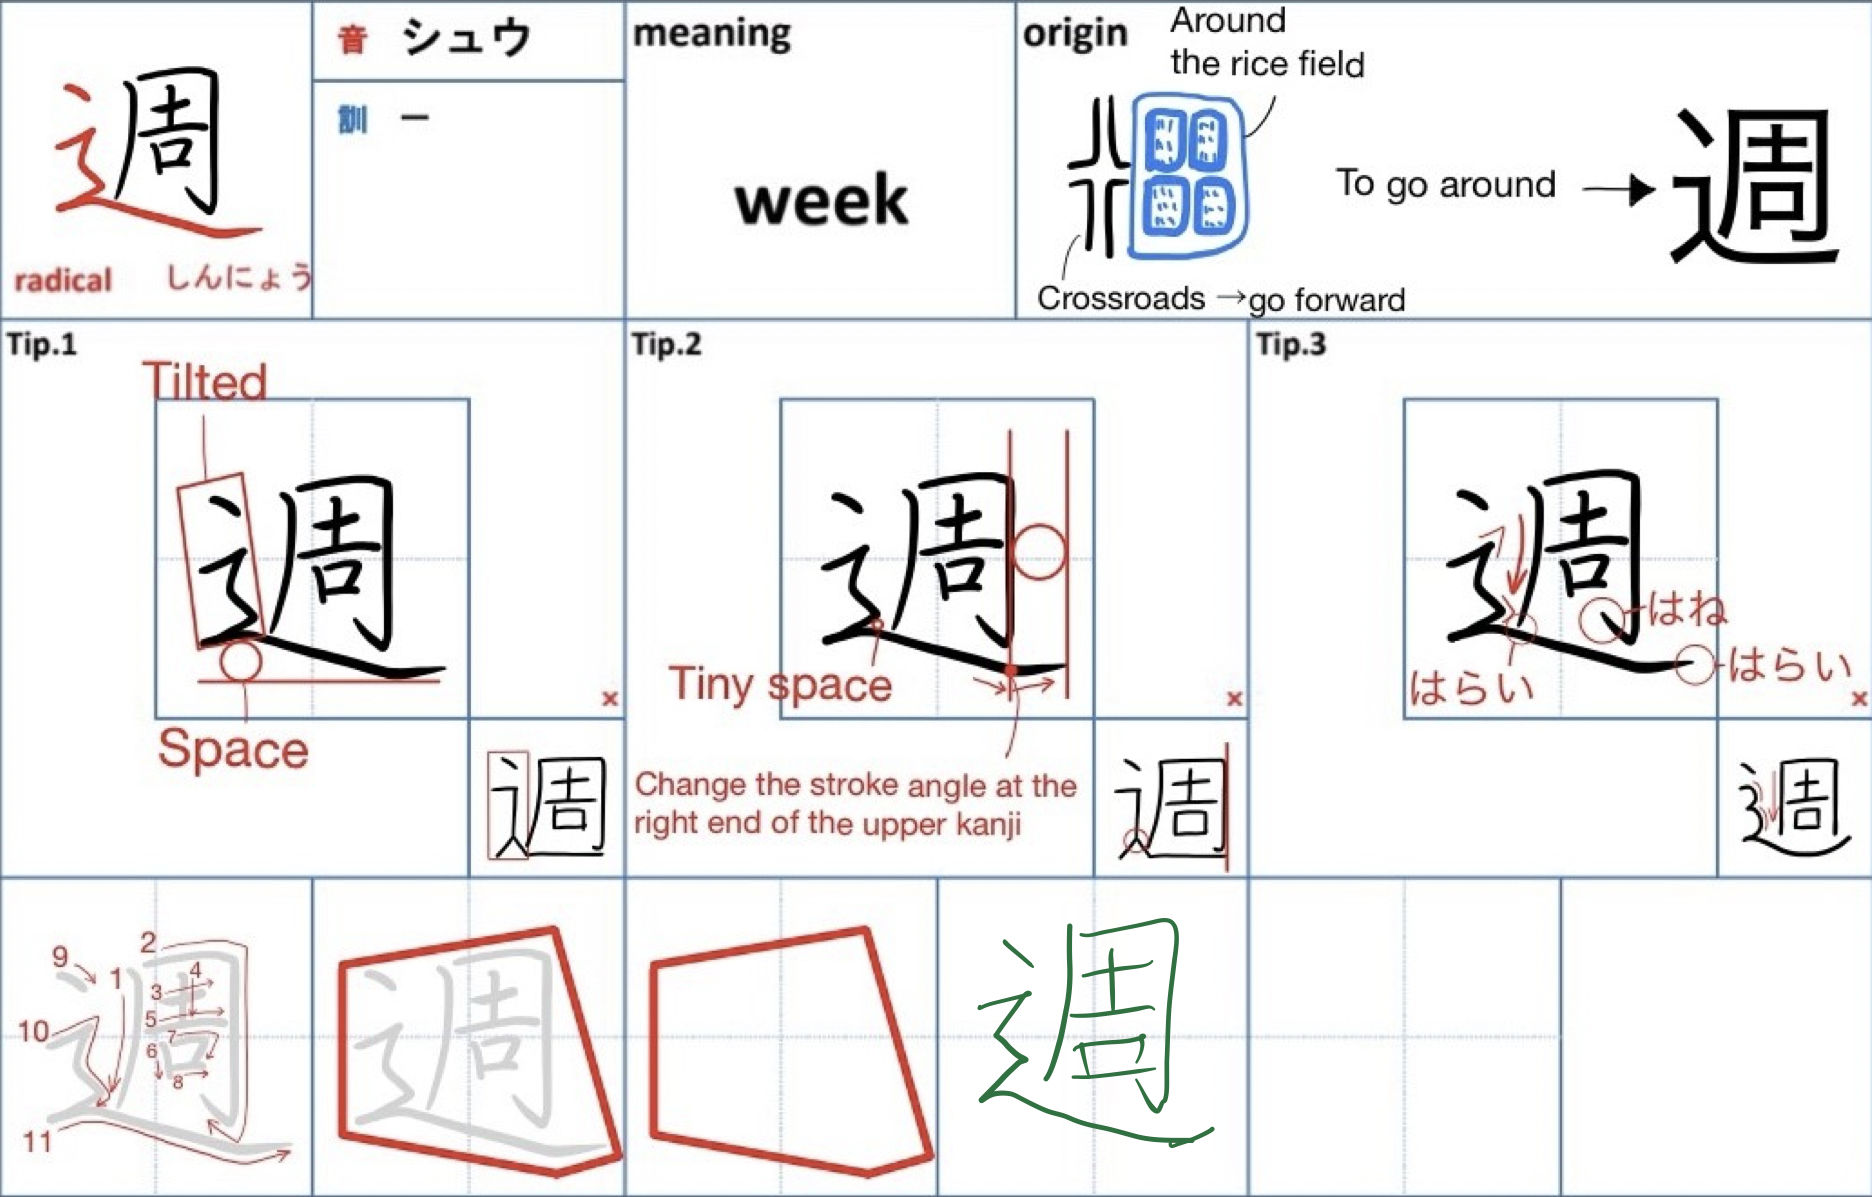 週
radical しんにょう
音 シュウ
訓 ー
meaning
week
origin
Around
the rice field
To go around → 週
Crossroads →go forward
Tip.1
Tilted
週
Space
x
週
Tip.2
週
Tiny space
x
Change the stroke angle at the
right end of the upper kanji
週
Tip.3
週
はね
はらい
はらい
x
週
週
1
2
3
4
5
6
7
8
9
10
11
週
週